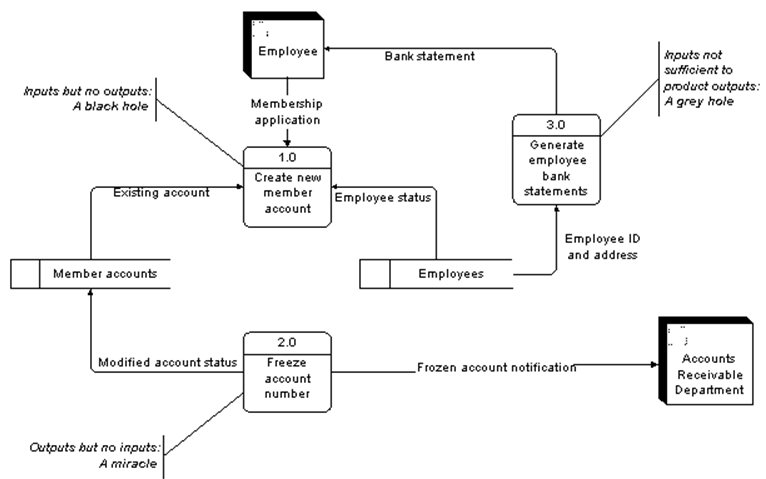 Employee
Bank statement
Inputs not
sufficient to
product outputs:
A grey hole
Inputs but no outputs:
A black hole
Membership
application
3.0
Generate
employee
bank
statements
1.0
Create new
member
account
Existing account
Employee status
Employee ID
and address
Member accounts
Employees
2.0
Freeze
account
number
Modified account status
Frozen account notification
Accounts
Receivable
Department
Outputs but no inputs:
A miracle